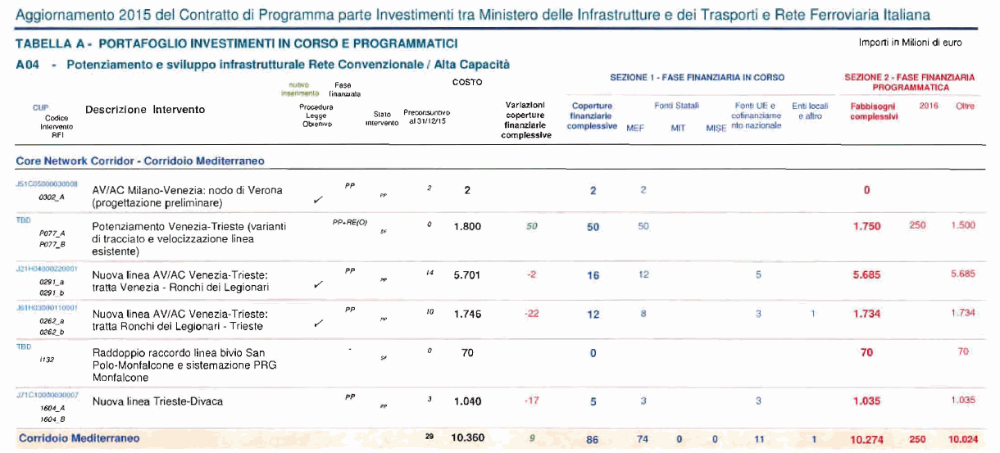 Aggiornamento 2015 del Contratto di Programma parte Investimenti tra Ministero delle Infrastrutture e dei Trasporti e Rete Ferroviaria Italiana
TABELLA A - PORTAFOGLIO INVESTIMENTI IN CORSO E PROGRAMMATICI Importi in Milioni di euro
A04 - Potenziamento e sviluppo infrastrutturale Rete Convenzionale / Alta Capacità
SEZIONE 1 - FASE FINANZIARIA IN CORSO SEZIONE 2 - FASE FINANZIARIA
PROGRAMMATICA
nuovo Fase COSTO
inserimento finanziata
CUP Descrizione Intervento Procedura Variazioni Coperture Fonti Statali Fonti UE e Enti locali Fabbisogni 2016 Oltre
Codice Legge Stato Preconsuntivo coperture finanziarie cofinanziame e altro complessivi
Intervento Obiettivo intervento al 31/12/15 finanziarie complessive MEF MIT MISE nto nazionale
RFI complessive
Core Network Corridor - Corridoio Mediterraneo
J51C05000030008 AV/AC Milano-Venezia: nodo di Verona PP PP 2 2 2 2 0
0302_A (progettazione preliminare) ✓
TBD Potenziamento Venezia-Trieste (varianti PP+RE(O) SF 0 1.800 50 50 50 1.750 250 1.500
P077_A di tracciato e velocizzazione linea
P077_B esistente)
J21H04000220001 Nuova linea AV/AC Venezia-Trieste: PP PP 14 5.701 -2 16 12 5 5.685 5.685
0291_a tratta Venezia - Ronchi dei Legionari ✓
0291_b
J61H03000110001 Nuova linea AV/AC Venezia-Trieste: PP PP 10 1.746 -22 12 8 3 1 1.734 1.734
0262_a tratta Ronchi dei Legionari - Trieste ✓
0262_b
TBD Raddoppio raccordo linea bivio San - SF 0 70 0 70 70
I132 Polo-Monfalcone e sistemazione PRG
Monfalcone
J71C10000030007 Nuova linea Trieste-Divaca PP PP 3 1.040 -17 5 3 3 1.035 1.035
1604_A
1604_B
Corridoio Mediterraneo 29 10.360 9 86 74 0 0 11 1 10.274 250 10.024